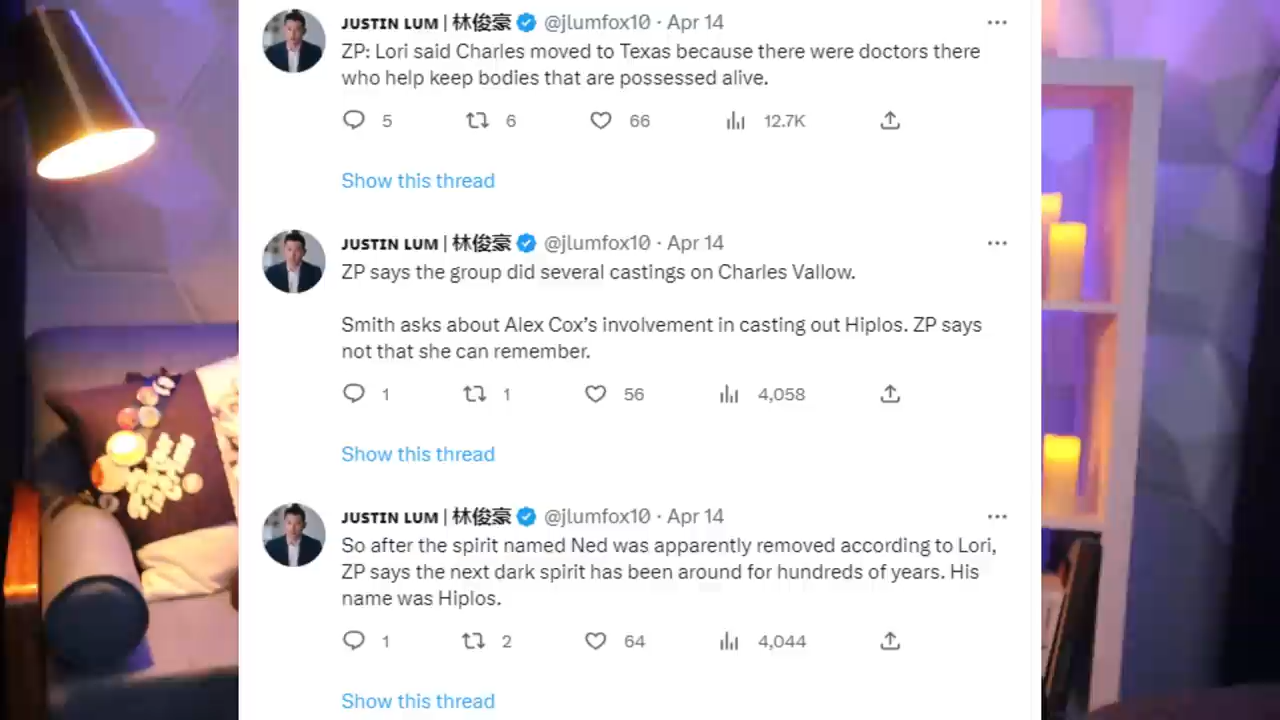 JUSTIN LUM | 林俊豪 @jlumfox10 · Apr 14
ZP: Lori said Charles moved to Texas because there were doctors there
who help keep bodies that are possessed alive.
5 6 66 12.7K
Show this thread
JUSTIN LUM | 林俊豪 @jlumfox10 · Apr 14
ZP says the group did several castings on Charles Vallow.
Smith asks about Alex Cox’s involvement in casting out Hiplos. ZP says
not that she can remember.
1 1 56 4,058
Show this thread
JUSTIN LUM | 林俊豪 @jlumfox10 · Apr 14
So after the spirit named Ned was apparently removed according to Lori,
ZP says the next dark spirit has been around for hundreds of years. His
name was Hiplos.
1 2 64 4,044
Show this thread